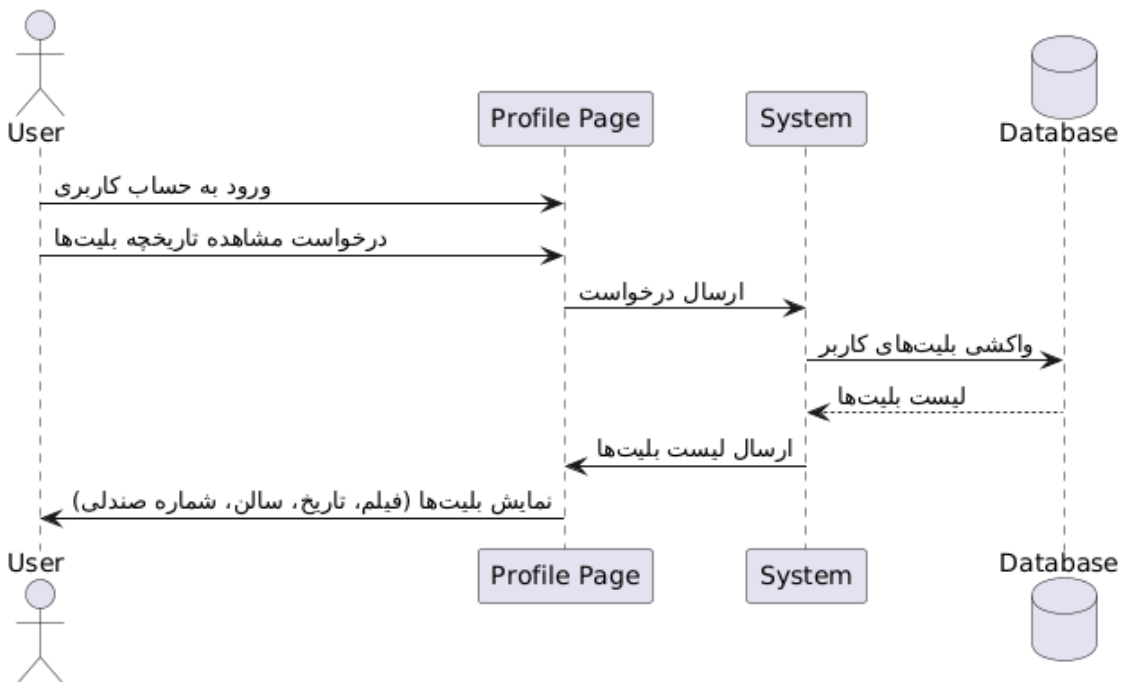 User
Profile Page
System
Database
ورود به حساب کاربری
درخواست مشاهده تاریخچه بلیت‌ها
ارسال درخواست
واکشی بلیت‌های کاربر
لیست بلیت‌ها
ارسال لیست بلیت‌ها
نمایش بلیت‌ها (فیلم، تاریخ، سالن، شماره صندلی)
User
Profile Page
System
Database